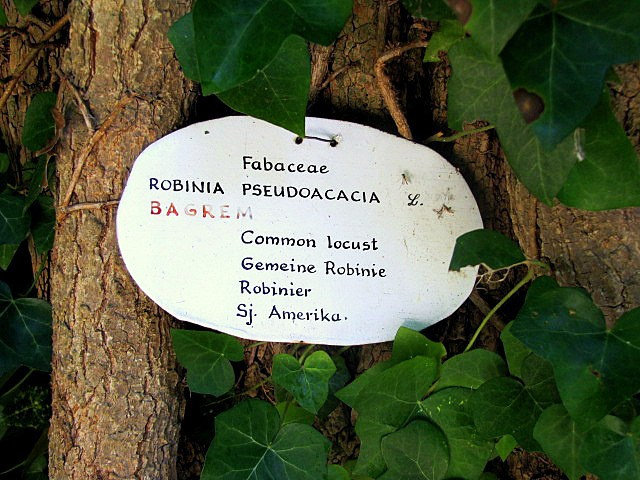 Fabaceae
ROBINIA PSEUDOACACIA L.
BAGREM
Common locust
Gemeine Robinie
Robinier
Sj. Amerika.